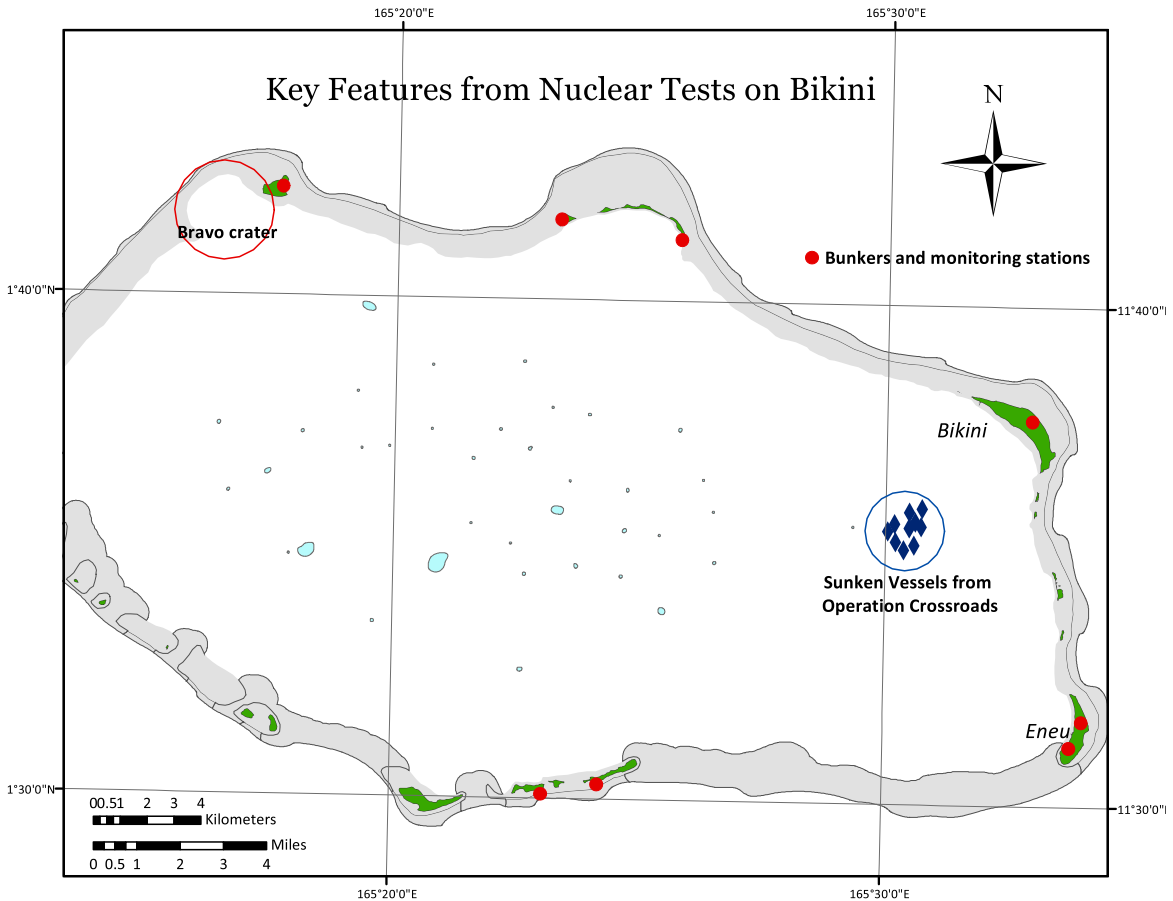 165°20'0"E
165°30'0"E
Key Features from Nuclear Tests on Bikini
N
Bravo crater
Bunkers and monitoring stations
1°40'0"N
11°40'0"N
Bikini
Sunken Vessels from
Operation Crossroads
Eneu
1°30'0"N
11°30'0"N
00.51 2 3 4
Kilometers
Miles
0 0.5 1 2 3 4
165°20'0"E
165°30'0"E